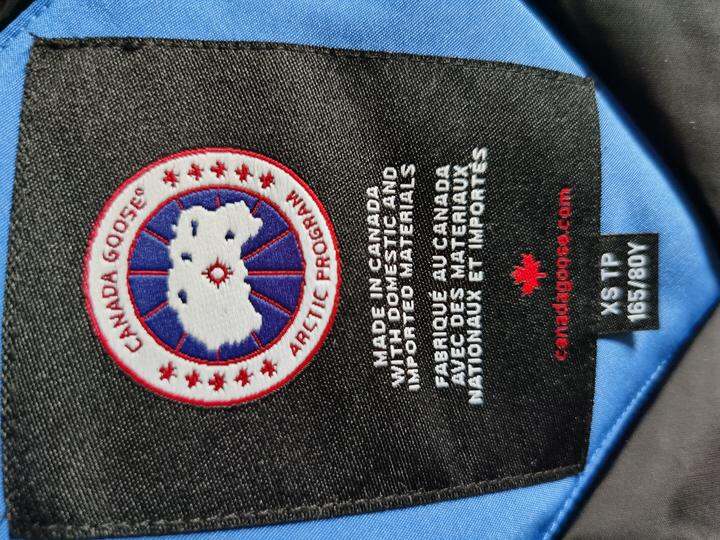 CANADA GOOSE®
ARCTIC PROGRAM
MADE IN CANADA
WITH DOMESTIC AND
IMPORTED MATERIALS
FABRIQUÉ AU CANADA
AVEC DES MATERIAUX
NATIONAUX ET IMPORTÉS
canadagoose.com
XS TP
165/80Y